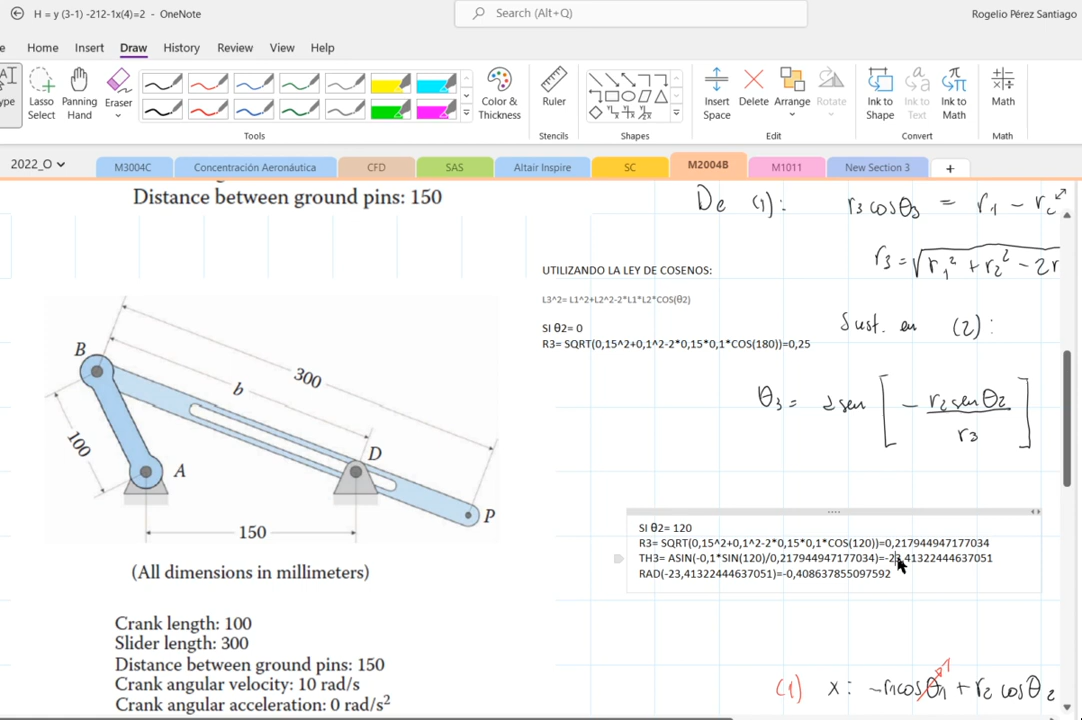 H = y (3-1) -212-1x(4)=2 - OneNote
Search (Alt+Q)
Rogelio Pérez Santiago
Home Insert Draw History Review View Help
Lasso Select
Panning Hand
Eraser
Color & Thickness
Ruler
Insert Space
Delete
Arrange
Rotate
Ink to Shape
Ink to Text
Ink to Math
Math
Tools
Stencils
Shapes
Edit
Convert
Math
2022_O
M3004C
Concentración Aeronáutica
CFD
SAS
Altair Inspire
SC
M2004B
M1011
New Section 3
+
Distance between ground pins: 150
De (1): r3 cosθ3 = r1 - r2
r3 = √r1² + r2² - 2r
UTILIZANDO LA LEY DE COSENOS:
L3^2= L1^2+L2^2-2*L1*L2*COS(θ2)
SI θ2= 0
R3= SQRT(0,15^2+0,1^2-2*0,15*0,1*COS(180))=0,25
Sust. en (2):
B
300
b
100
A
D
P
150
(All dimensions in millimeters)
Crank length: 100
Slider length: 300
Distance between ground pins: 150
Crank angular velocity: 10 rad/s
Crank angular acceleration: 0 rad/s²
θ3 = [ - r2 sen θ2 / r3 ]
SI θ2= 120
R3= SQRT(0,15^2+0,1^2-2*0,15*0,1*COS(120))=0,217944947177034
TH3= ASIN(-0,1*SIN(120)/0,217944947177034)=-23,41322444637051
RAD(-23,41322444637051)=-0,408637855097592
(1) x: -r1cosθ1 + r2 cosθ2